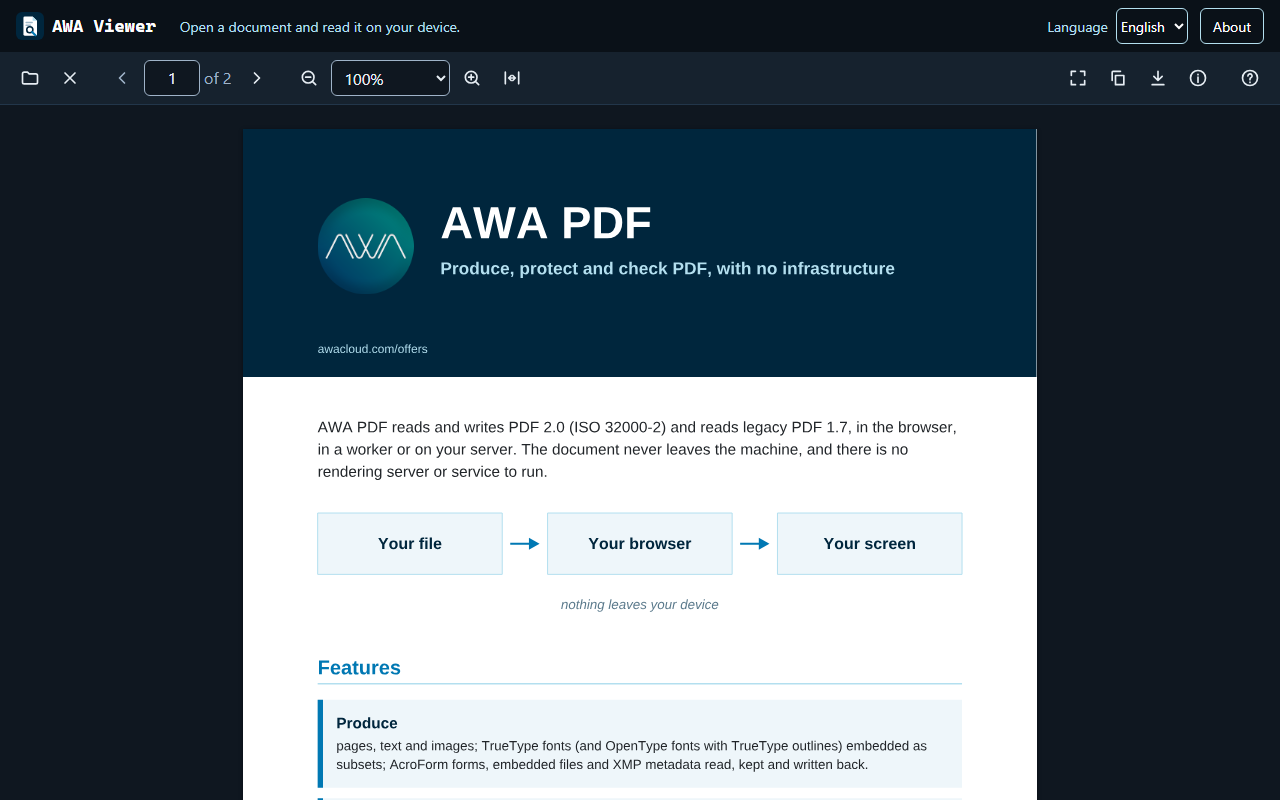 AWA Viewer
Open a document and read it on your device.
Language
English
About
1
of 2
100%
AWA
AWA PDF
Produce, protect and check PDF, with no infrastructure
awacloud.com/offers
AWA PDF reads and writes PDF 2.0 (ISO 32000-2) and reads legacy PDF 1.7, in the browser,
in a worker or on your server. The document never leaves the machine, and there is no
rendering server or service to run.
Your file
Your browser
Your screen
nothing leaves your device
Features
Produce
pages, text and images; TrueType fonts (and OpenType fonts with TrueType outlines) embedded as
subsets; AcroForm forms, embedded files and XMP metadata read, kept and written back.